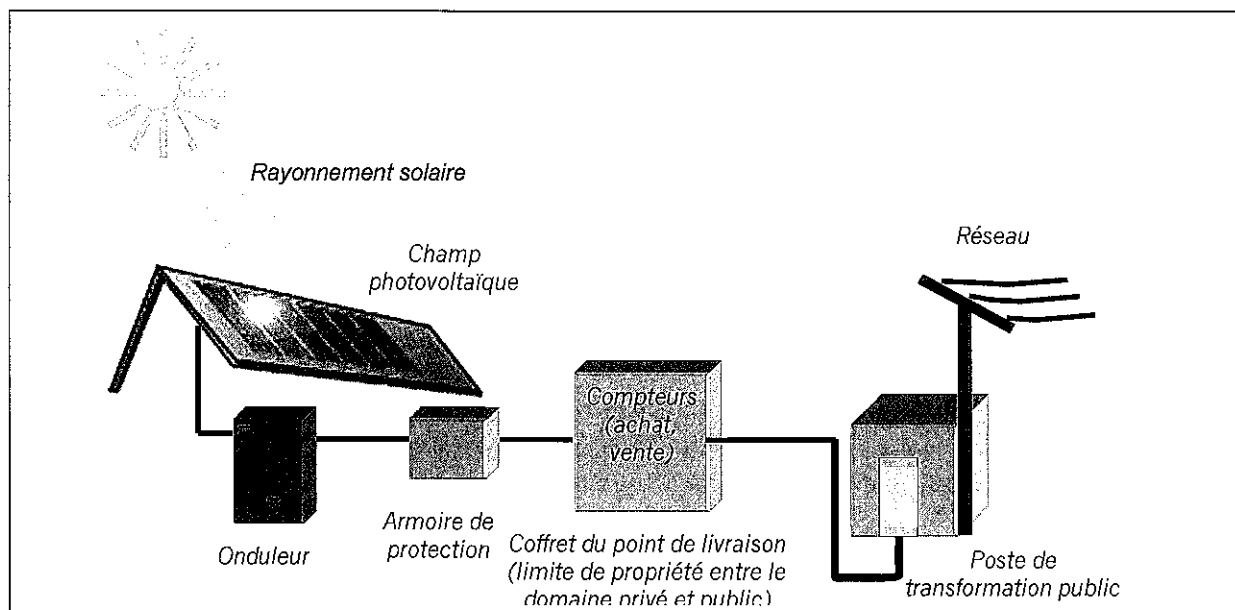 Rayonnement solaire
Champ
photovoltaïque
Réseau
Compteurs
(achat,
vente)
Onduleur
Armoire de
protection
Coffret du point de livraison
(limite de propriété entre le
domaine privé et public)
Poste de
transformation public